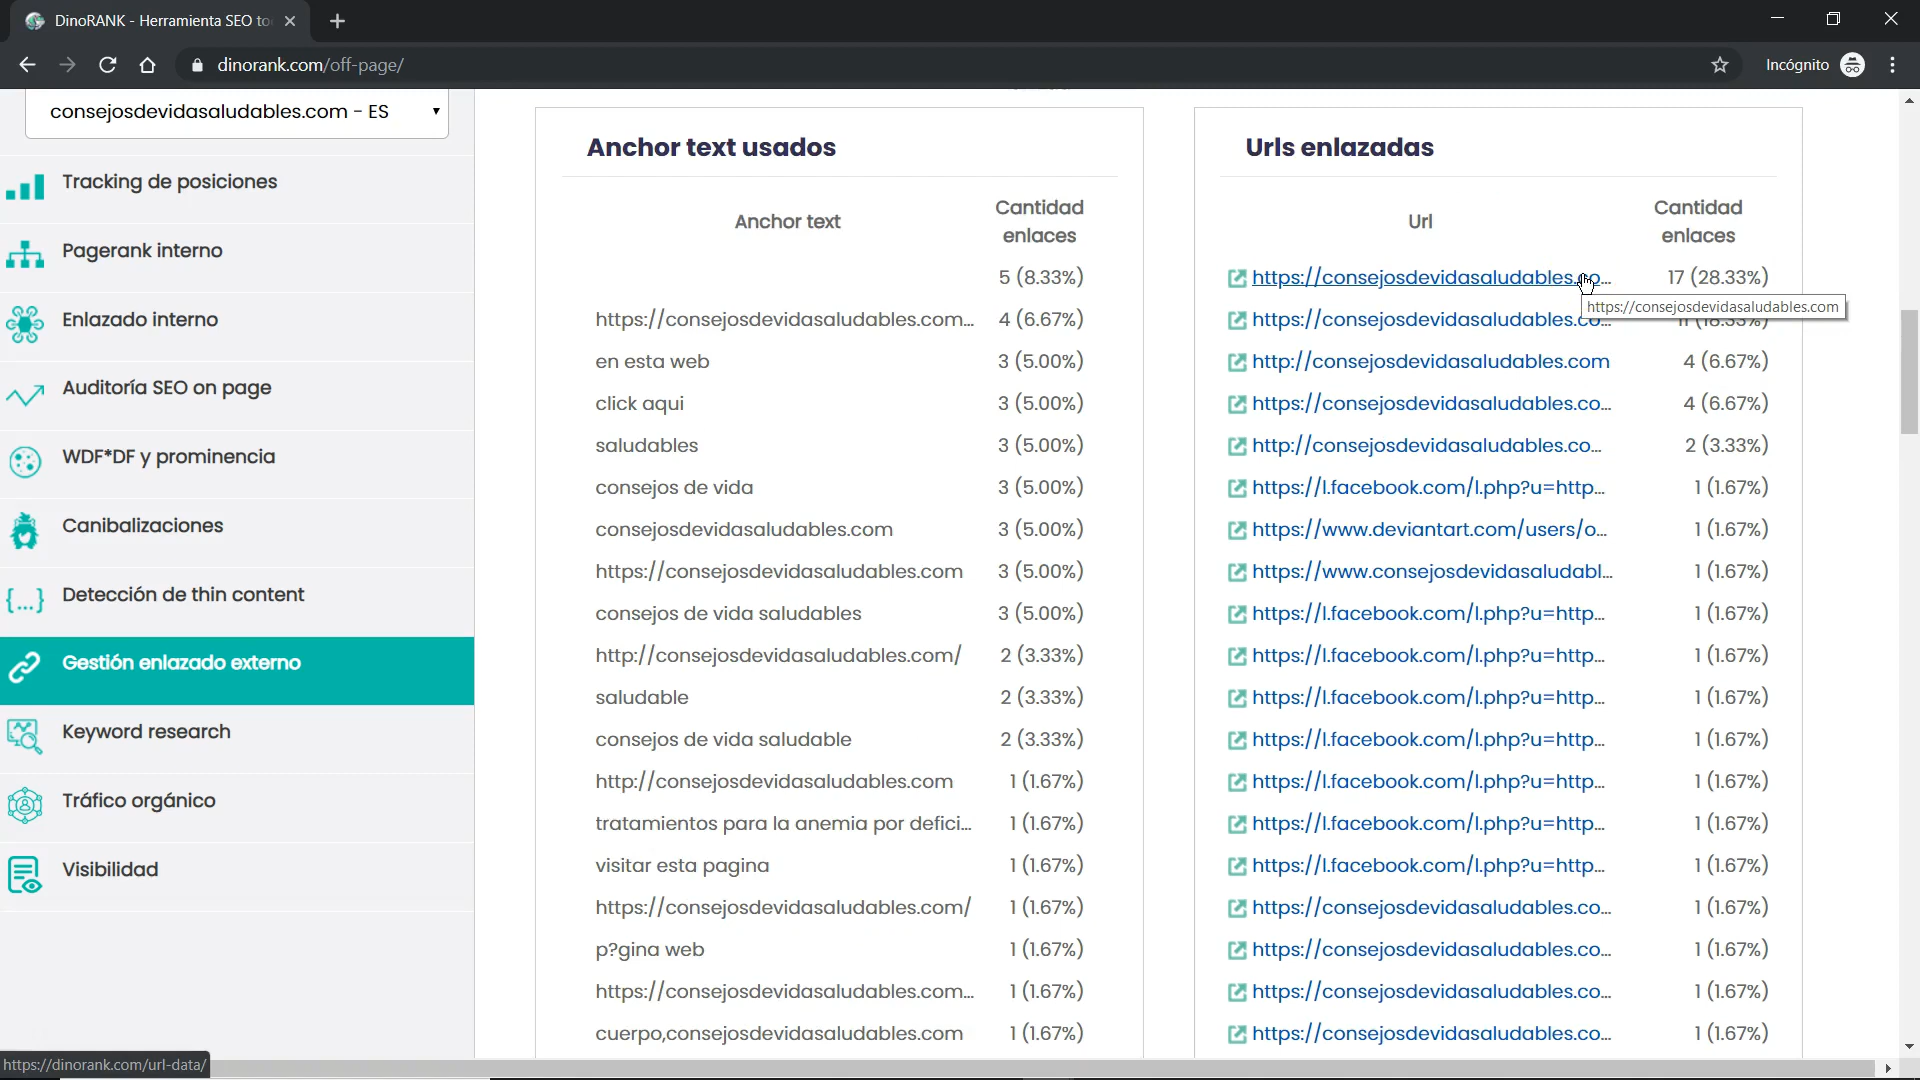 DinoRANK - Herramienta SEO to
dinorank.com/off-page/
Incógnito
consejosdevidasaludables.com - ES
Tracking de posiciones
Pagerank interno
Enlazado interno
Auditoría SEO on page
WDF*DF y prominencia
Canibalizaciones
Detección de thin content
Gestión enlazado externo
Keyword research
Tráfico orgánico
Visibilidad
Anchor text usados
Anchor text
Cantidad
enlaces
5 (8.33%)
https://consejosdevidasaludables.com... 4 (6.67%)
en esta web 3 (5.00%)
click aqui 3 (5.00%)
saludables 3 (5.00%)
consejos de vida 3 (5.00%)
consejosdevidasaludables.com 3 (5.00%)
https://consejosdevidasaludables.com 3 (5.00%)
consejos de vida saludables 3 (5.00%)
http://consejosdevidasaludables.com/ 2 (3.33%)
saludable 2 (3.33%)
consejos de vida saludable 2 (3.33%)
http://consejosdevidasaludables.com 1 (1.67%)
tratamientos para la anemia por defici... 1 (1.67%)
visitar esta pagina 1 (1.67%)
https://consejosdevidasaludables.com/ 1 (1.67%)
p?gina web 1 (1.67%)
https://consejosdevidasaludables.com... 1 (1.67%)
cuerpo,consejosdevidasaludables.com 1 (1.67%)
Urls enlazadas
Url
Cantidad
enlaces
https://consejosdevidasaludables.co... 17 (28.33%)
https://consejosdevidasaludables.com
https://consejosdevidasaludables.co... 11 (18.33%)
http://consejosdevidasaludables.com 4 (6.67%)
https://consejosdevidasaludables.co... 4 (6.67%)
http://consejosdevidasaludables.co... 2 (3.33%)
https://l.facebook.com/l.php?u=http... 1 (1.67%)
https://www.deviantart.com/users/o... 1 (1.67%)
https://www.consejosdevidasaludabl... 1 (1.67%)
https://l.facebook.com/l.php?u=http... 1 (1.67%)
https://l.facebook.com/l.php?u=http... 1 (1.67%)
https://l.facebook.com/l.php?u=http... 1 (1.67%)
https://l.facebook.com/l.php?u=http... 1 (1.67%)
https://l.facebook.com/l.php?u=http... 1 (1.67%)
https://l.facebook.com/l.php?u=http... 1 (1.67%)
https://l.facebook.com/l.php?u=http... 1 (1.67%)
https://consejosdevidasaludables.co... 1 (1.67%)
https://consejosdevidasaludables.co... 1 (1.67%)
https://consejosdevidasaludables.co... 1 (1.67%)
https://consejosdevidasaludables.co... 1 (1.67%)
https://dinorank.com/url-data/